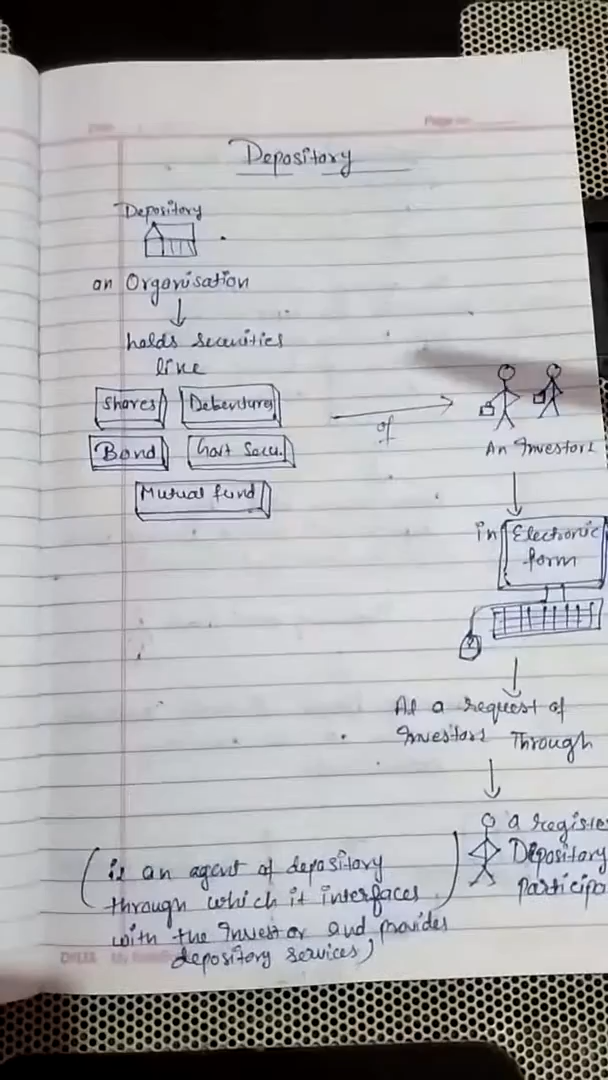 Depository
Depository
an Organisation
holds securities
like
Shares Debentures
Bond Govt Secu.
Mutual fund
of
An Investors
in Electronic
form
At a request of
Investors Through
a registe
Depository
participa
(is an agent of depository
through which it interfaces
with the Investor and provides
depository services)